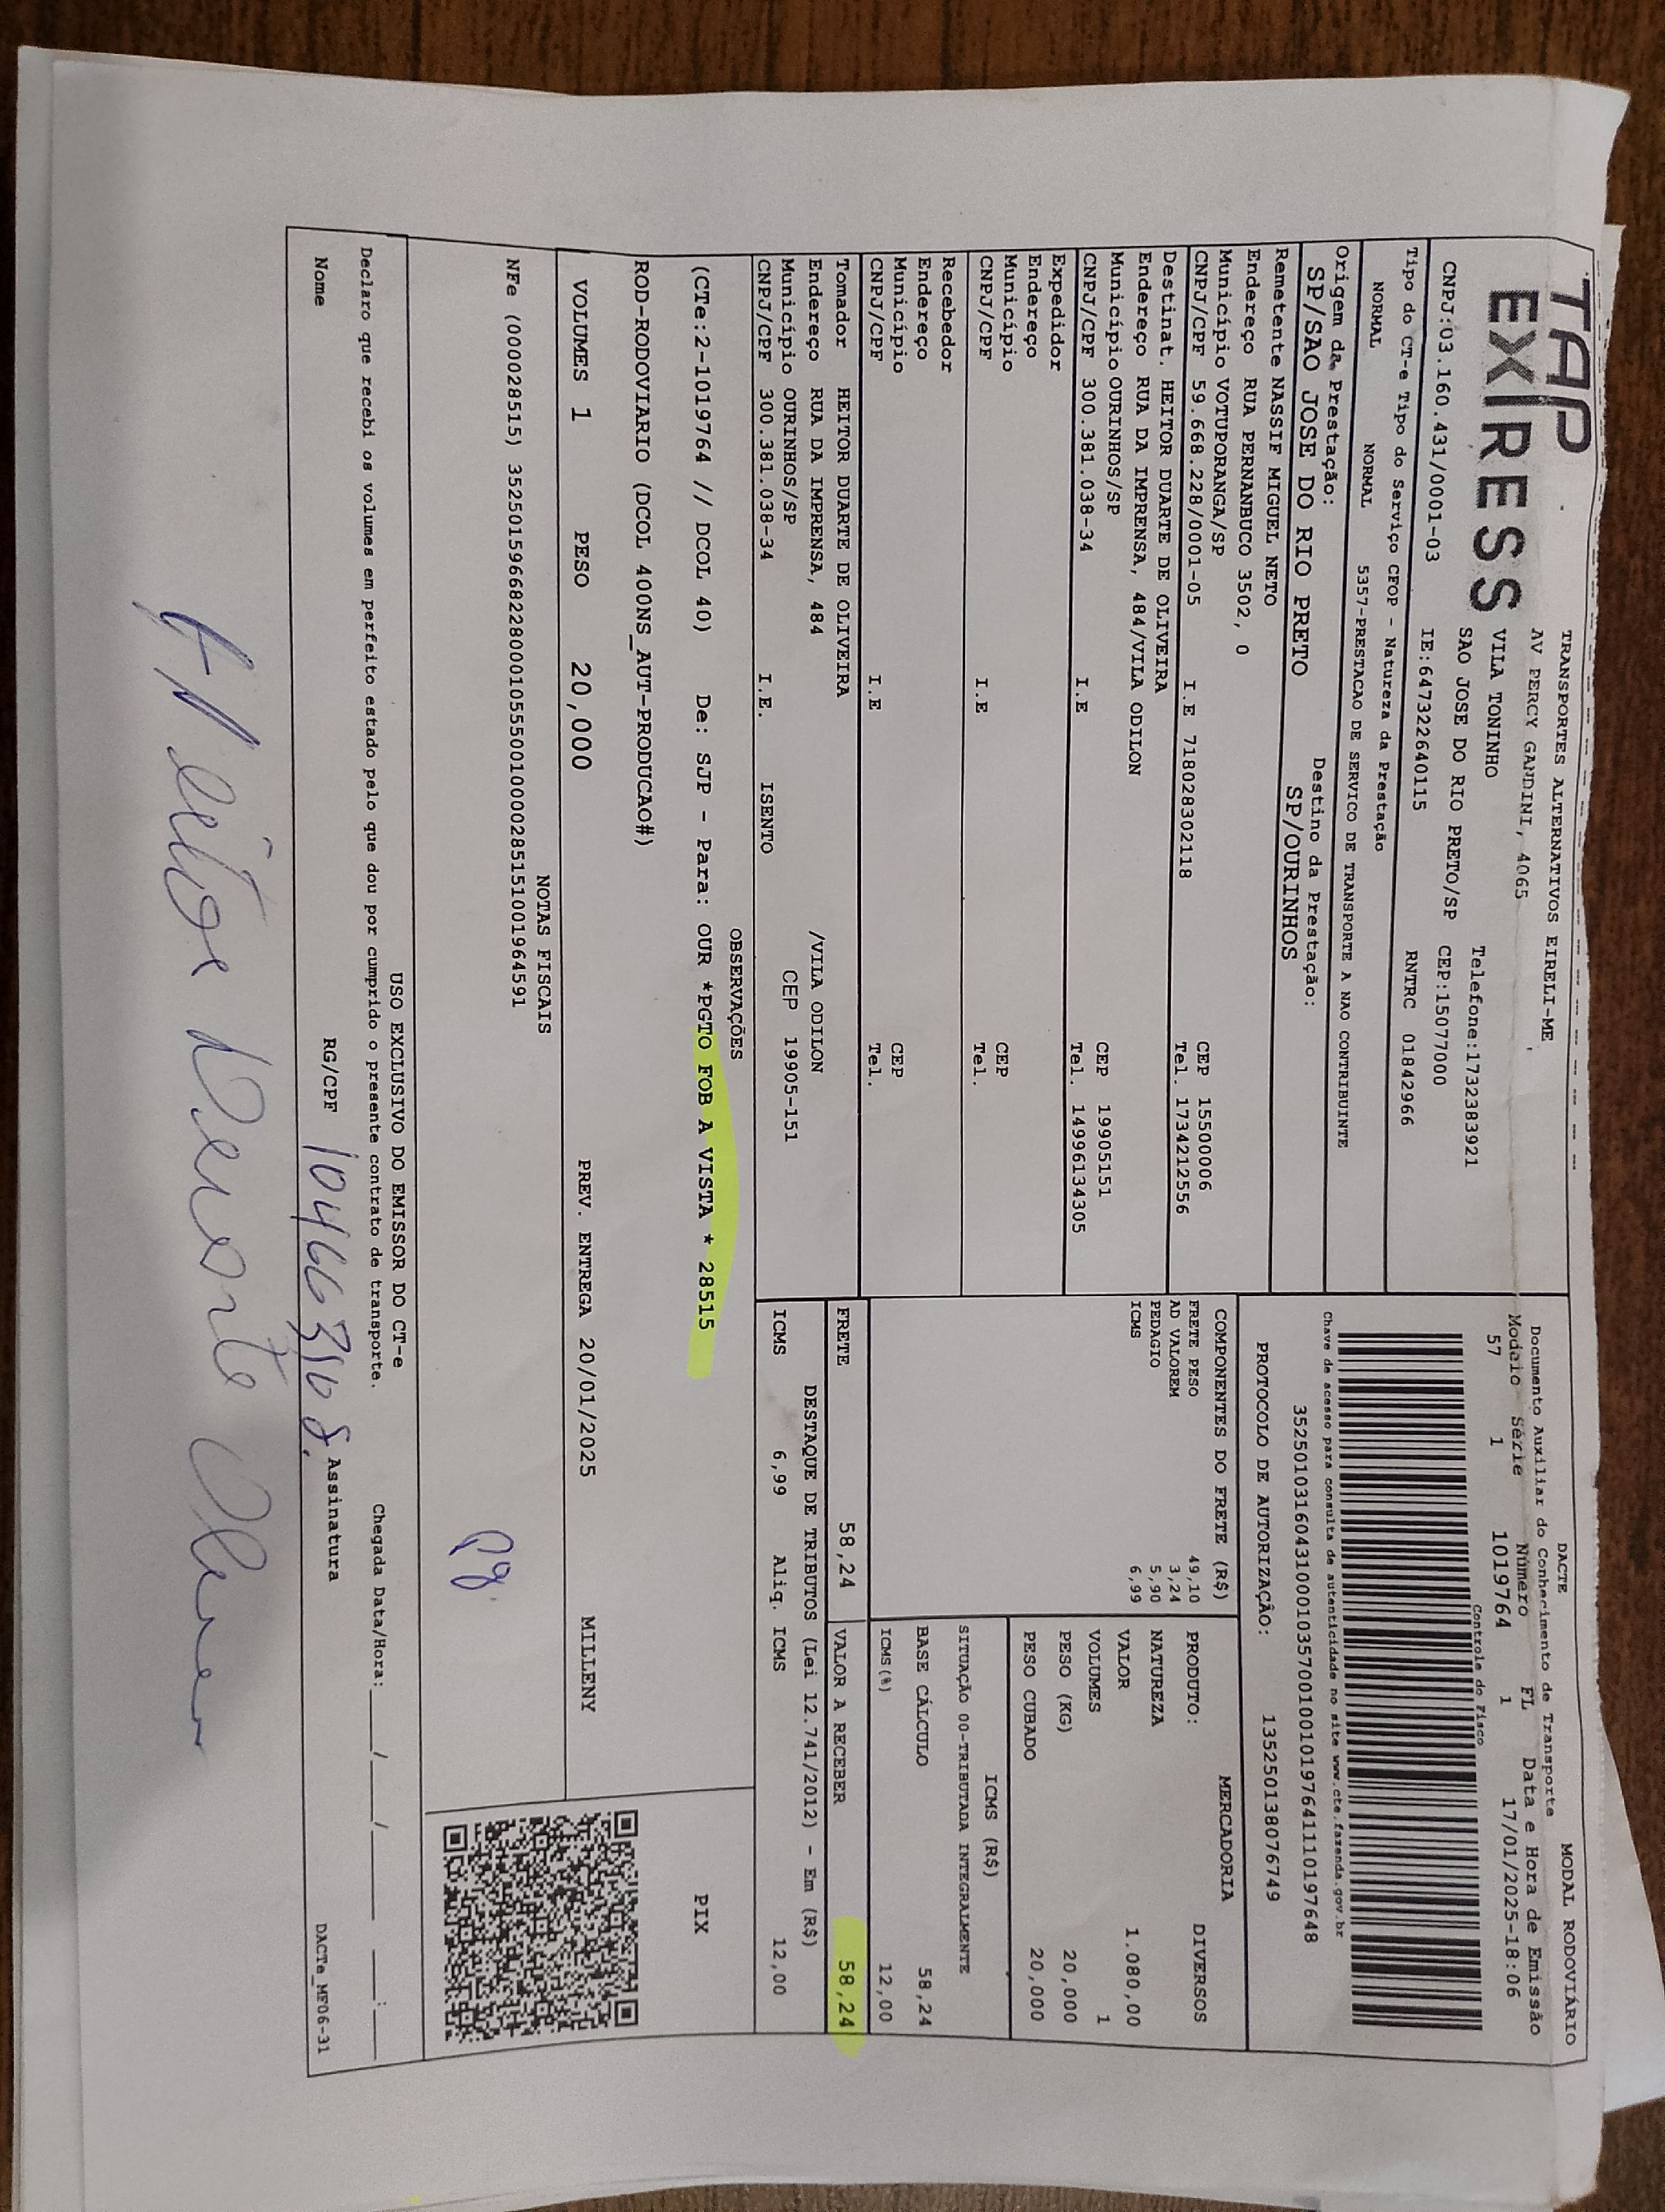 TAP
EXPRESS
TRANSPORTES ALTERNATIVOS EIRELI-ME
AV PERCY GANDINI, 4065
VILA TONINHO
SAO JOSE DO RIO PRETO/SP
Telefone:1732383921
CEP:15077000
CNPJ:03.160.431/0001-03 IE:647322640115 RNTRC 01842966
Tipo do CT-e Tipo do Serviço CFOP - Natureza da Prestação
NORMAL NORMAL 5357-PRESTACAO DE SERVICO DE TRANSPORTE A NAO CONTRIBUINTE
Origem da Prestação: Destino da Prestação:
SP/SAO JOSE DO RIO PRETO SP/OURINHOS
Remetente NASSIF MIGUEL NETO
Endereço RUA PERNANBUCO 3502, 0
Município VOTUPORANGA/SP CEP 15500006
CNPJ/CPF 59.668.228/0001-05 I.E 718028302118 Tel. 1734212556
Destinat. HEITOR DUARTE DE OLIVEIRA
Endereço RUA DA IMPRENSA, 484/VILA ODILON
Município OURINHOS/SP CEP 19905151
CNPJ/CPF 300.381.038-34 I.E Tel. 14996134305
Expedidor
Endereço
Município CEP
CNPJ/CPF I.E Tel.
Recebedor
Endereço
Município CEP
CNPJ/CPF I.E Tel.
Tomador HEITOR DUARTE DE OLIVEIRA
Endereço RUA DA IMPRENSA, 484 /VILA ODILON
Município OURINHOS/SP CEP 19905-151
CNPJ/CPF 300.381.038-34 I.E. ISENTO
DACTE MODAL RODOVIÁRIO
Documento Auxiliar do Conhecimento de Transporte
Modelo Série Número FL Data e Hora de Emissão
57 1 1019764 1 17/01/2025-18:06
Controle do Fisco
Chave de acesso para consulta de autenticidade no site www.cte.fazenda.gov.br
35250103160431000103570010010197641110197648
PROTOCOLO DE AUTORIZAÇÃO: 135250138076749
COMPONENTES DO FRETE (R$)
FRETE PESO 49,10
AD VALOREM 3,24
PEDAGIO 5,90
ICMS 6,99
MERCADORIA
PRODUTO: DIVERSOS
NATUREZA
VALOR 1.080,00
VOLUMES 1
PESO (KG) 20,000
PESO CUBADO 20,000
ICMS (R$)
SITUAÇÃO 00-TRIBUTADA INTEGRALMENTE
BASE CÁLCULO 58,24
ICMS(%) 12,00
FRETE 58,24 VALOR A RECEBER 58,24
DESTAQUE DE TRIBUTOS (Lei 12.741/2012) - Em (R$)
ICMS 6,99 Aliq. ICMS 12,00
OBSERVAÇÕES
(CTe:2-1019764 // DCOL 40) De: SJP - Para: OUR *PGTO FOB A VISTA * 28515
ROD-RODOVIARIO (DCOL 400NS_AUT-PRODUCAO#)
PIX
VOLUMES 1 PESO 20,000 PREV. ENTREGA 20/01/2025 MILLENY
NOTAS FISCAIS
NFe (000028515) 35250159668228000105550010000285151001964591
pg
USO EXCLUSIVO DO EMISSOR DO CT-e
Declaro que recebi os volumes em perfeito estado pelo que dou por cumprido o presente contrato de transporte. Chegada Data/Hora:____/____/____ ___:___
Nome RG/CPF Assinatura DACTe_MF06-31
Heitor Duarte